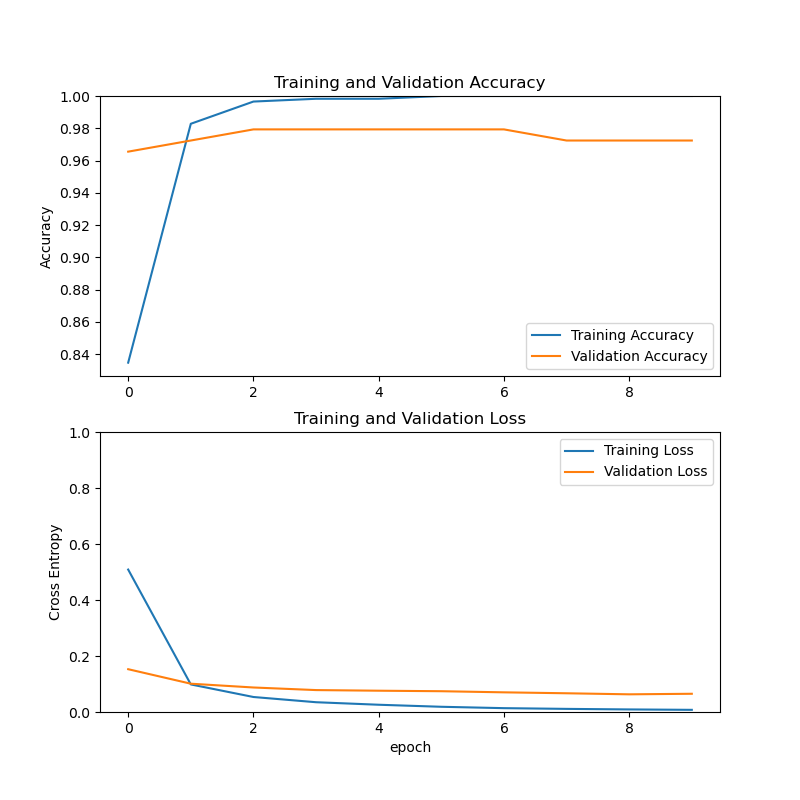 Training and Validation Accuracy
1.00
0.98
0.96
0.94
0.92
0.90
0.88
0.86
0.84
Accuracy
Training Accuracy
Validation Accuracy
0 2 4 6 8
Training and Validation Loss
1.0
0.8
0.6
0.4
0.2
0.0
Cross Entropy
Training Loss
Validation Loss
0 2 4 6 8
epoch